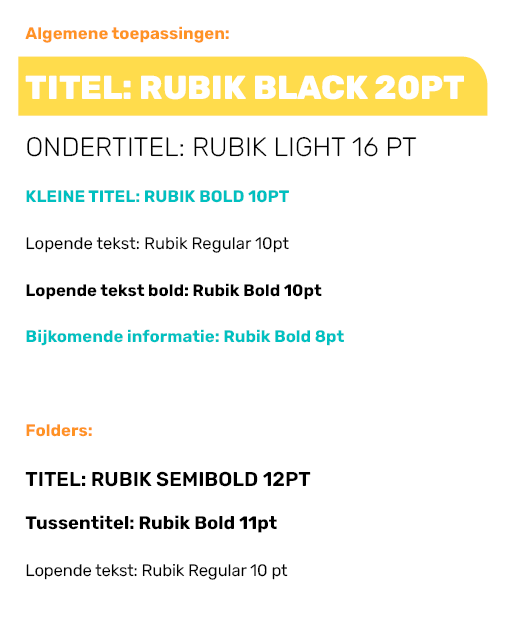 Algemene toepassingen:
TITEL: RUBIK BLACK 20PT
ONDERTITEL: RUBIK LIGHT 16 PT
KLEINE TITEL: RUBIK BOLD 10PT
Lopende tekst: Rubik Regular 10pt
Lopende tekst bold: Rubik Bold 10pt
Bijkomende informatie: Rubik Bold 8pt
Folders:
TITEL: RUBIK SEMIBOLD 12PT
Tussentitel: Rubik Bold 11pt
Lopende tekst: Rubik Regular 10 pt